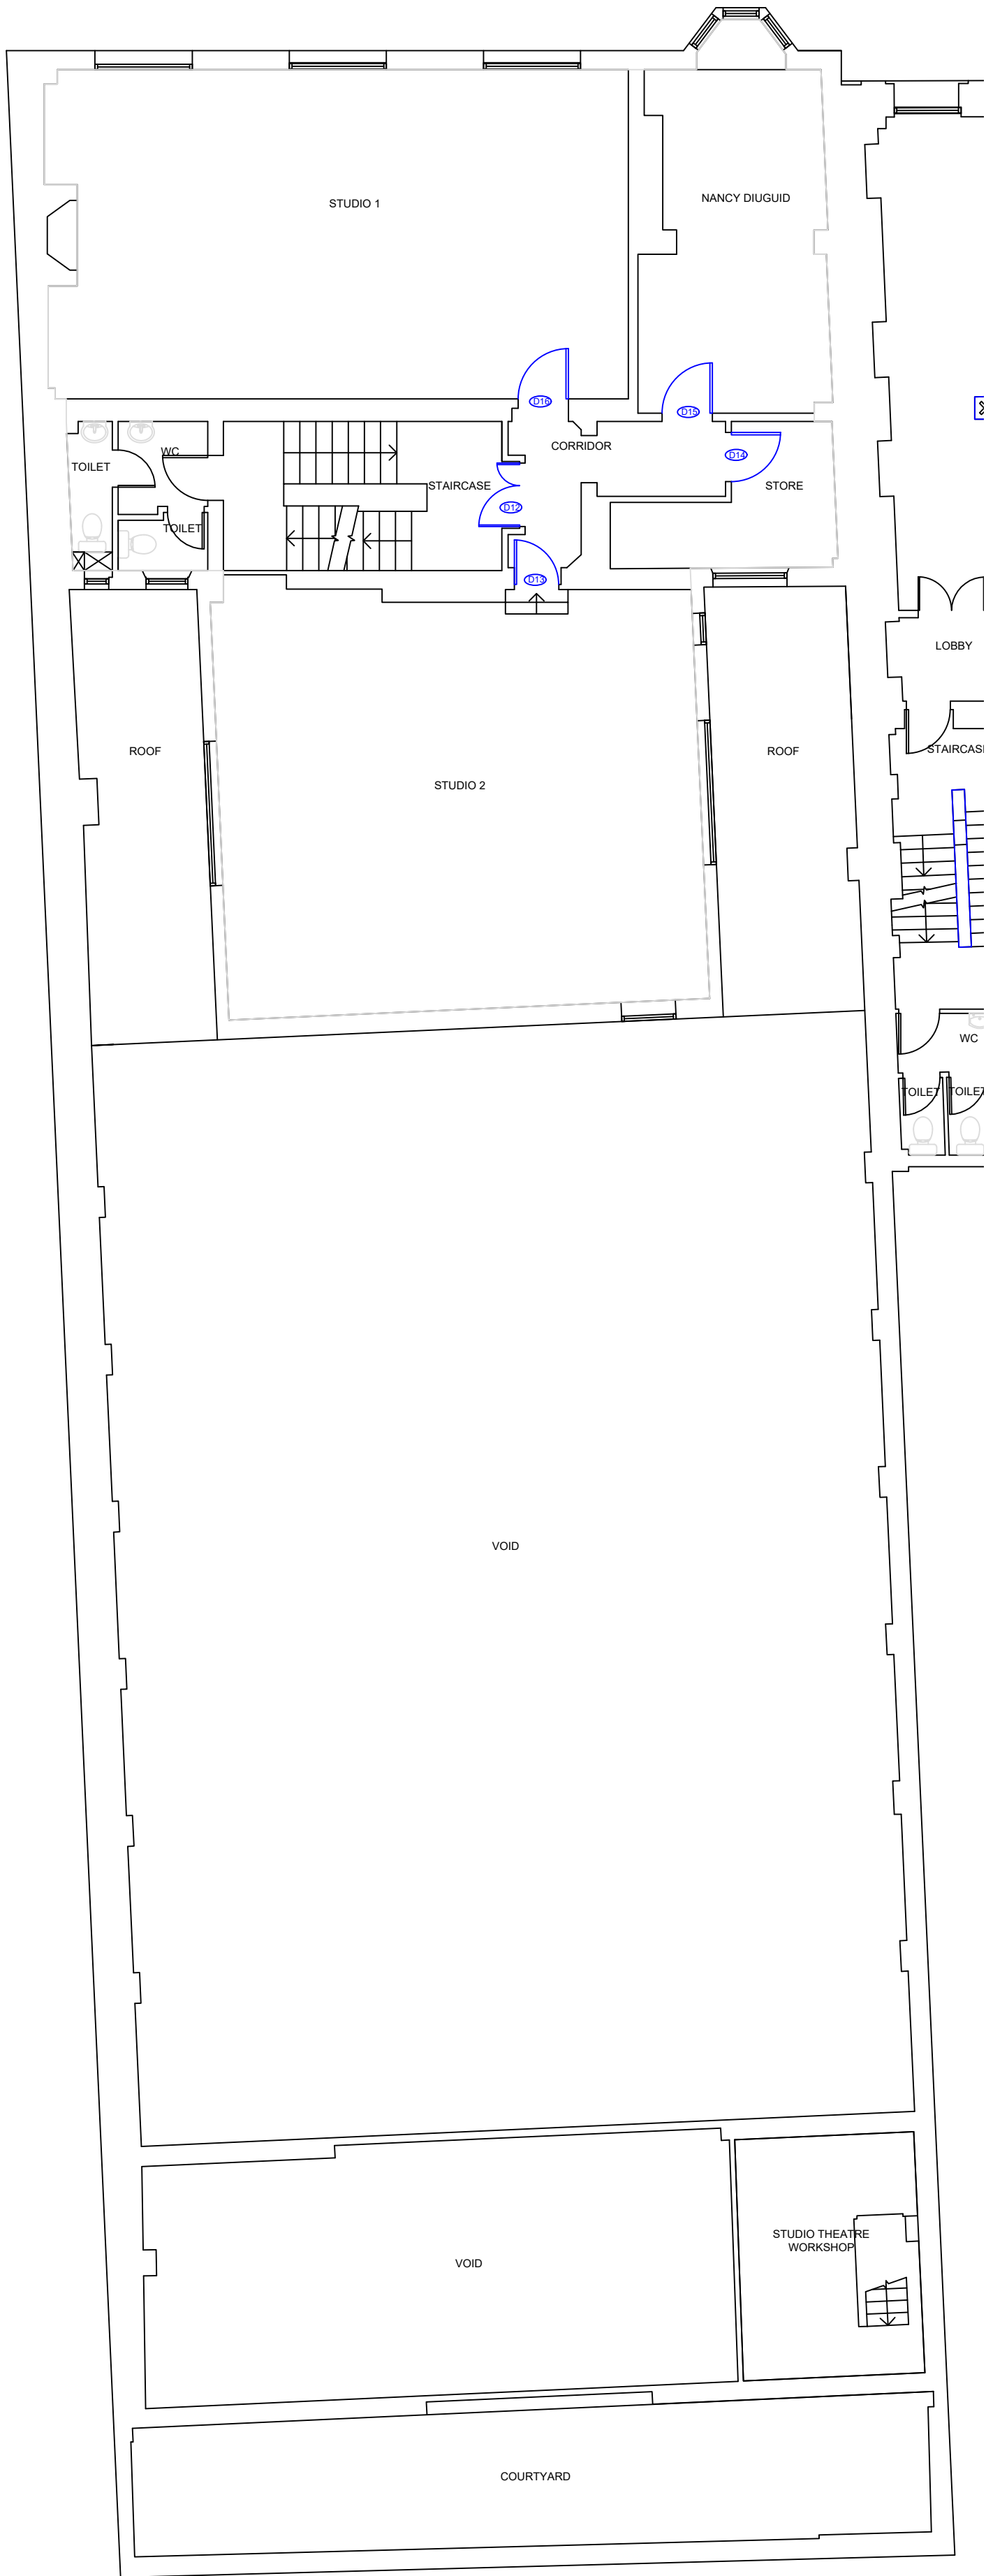 STUDIO 1
NANCY DIUGUID
D16
D15
CORRIDOR
WC
D14
TOILET
STAIRCASE
STORE
D12
TOILET
D13
LOBBY
ROOF
ROOF
STAIRCASE
STUDIO 2
WC
TOILET
TOILET
VOID
STUDIO THEATRE
WORKSHOP
VOID
COURTYARD